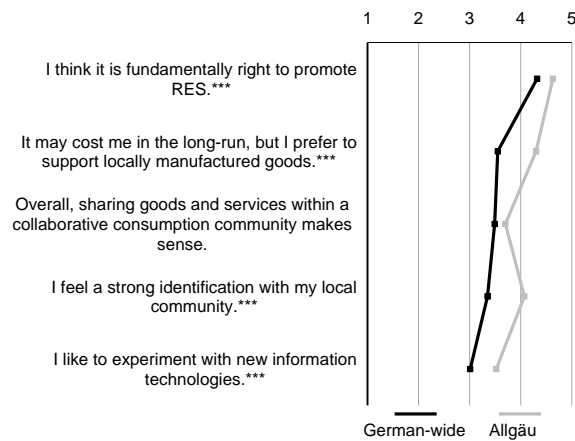 1 2 3 4 5
I think it is fundamentally right to promote
RES.***
It may cost me in the long-run, but I prefer to
support locally manufactured goods.***
Overall, sharing goods and services within a
collaborative consumption community makes
sense.
I feel a strong identification with my local
community.***
I like to experiment with new information
technologies.***
German-wide Allgäu